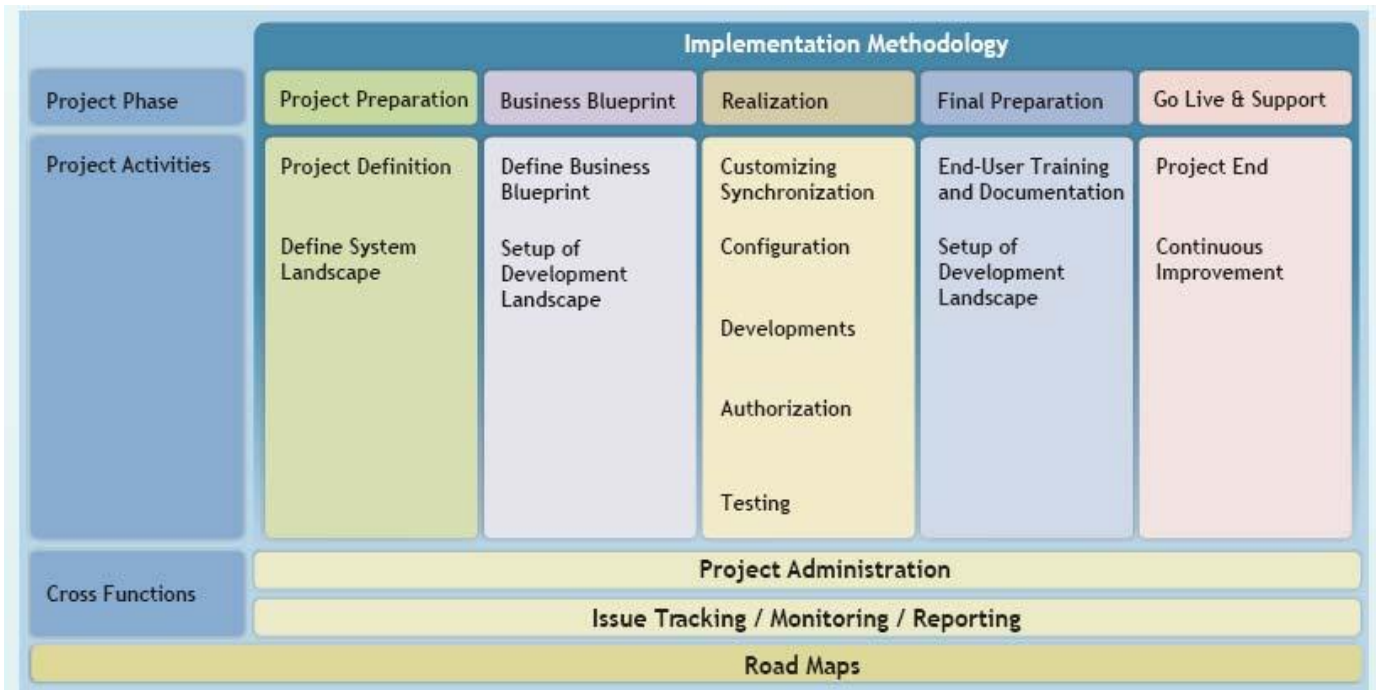 Implementation Methodology
Project Phase
Project Preparation
Business Blueprint
Realization
Final Preparation
Go Live & Support
Project Activities
Project Definition
Define System
Landscape
Define Business
Blueprint
Setup of
Development
Landscape
Customizing
Synchronization
Configuration
Developments
Authorization
Testing
End-User Training
and Documentation
Setup of
Development
Landscape
Project End
Continuous
Improvement
Cross Functions
Project Administration
Issue Tracking / Monitoring / Reporting
Road Maps